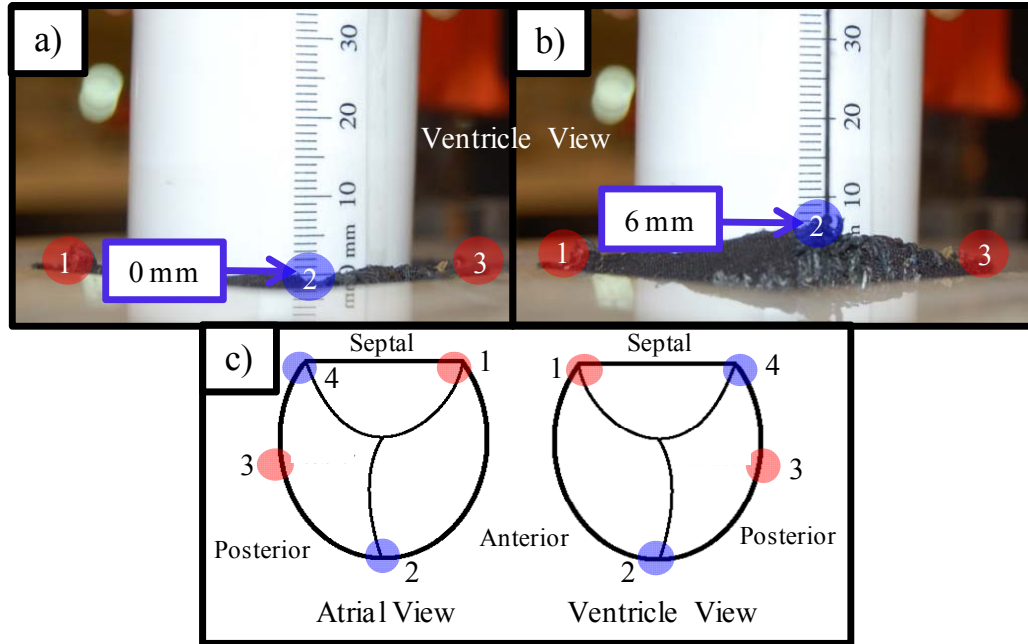 a)
30
20
10
0 mm
1
0 mm
2
3
Ventricle View
b)
30
20
10
6 mm
1
2
3
c)
Septal
4
1
3
Posterior
2
Atrial View
Anterior
Septal
1
4
3
Posterior
2
Ventricle View